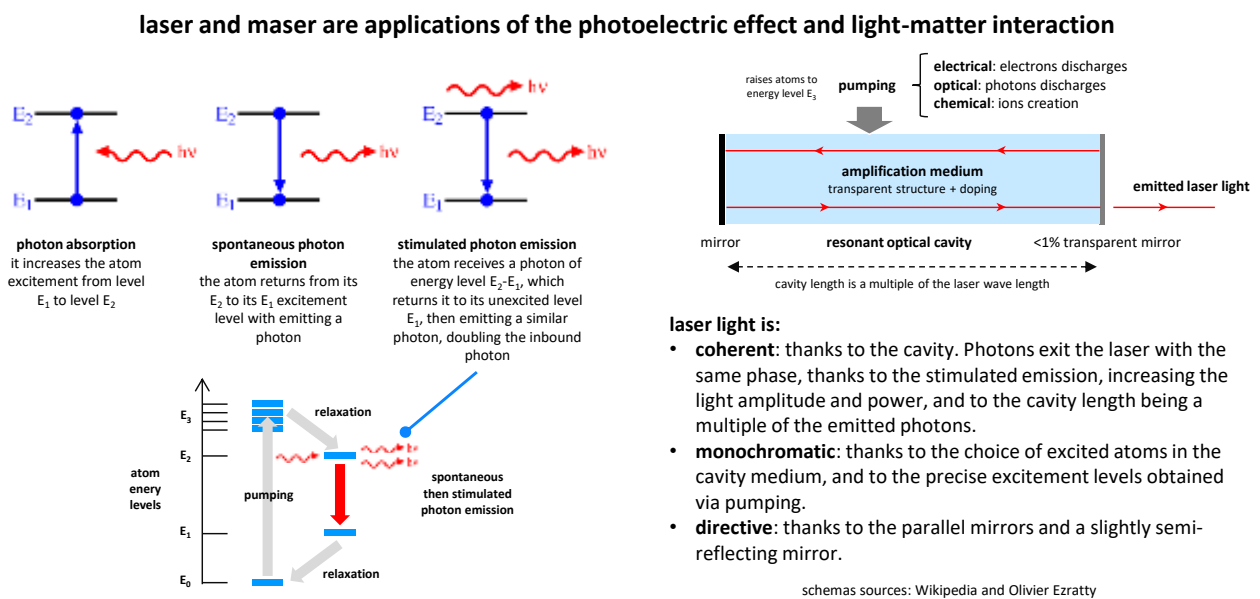 laser and maser are applications of the photoelectric effect and light-matter interaction
E2
hν
E1
E2
hν
E1
hν
E2
hν
E1
photon absorption
it increases the atom
excitement from level
E1 to level E2
spontaneous photon
emission
the atom returns from its
E2 to its E1 excitement
level with emitting a
photon
stimulated photon emission
the atom receives a photon of
energy level E2-E1, which
returns it to its unexcited level
E1, then emitting a similar
photon, doubling the inbound
photon
E3
E2
E1
E0
atom
enery
levels
pumping
relaxation
hν
hν
spontaneous
then stimulated
photon emission
relaxation
raises atoms to
energy level E3
pumping
electrical: electrons discharges
optical: photons discharges
chemical: ions creation
amplification medium
transparent structure + doping
emitted laser light
mirror
resonant optical cavity
<1% transparent mirror
cavity length is a multiple of the laser wave length
laser light is:
• coherent: thanks to the cavity. Photons exit the laser with the
same phase, thanks to the stimulated emission, increasing the
light amplitude and power, and to the cavity length being a
multiple of the emitted photons.
• monochromatic: thanks to the choice of excited atoms in the
cavity medium, and to the precise excitement levels obtained
via pumping.
• directive: thanks to the parallel mirrors and a slightly semi-
reflecting mirror.
schemas sources: Wikipedia and Olivier Ezratty